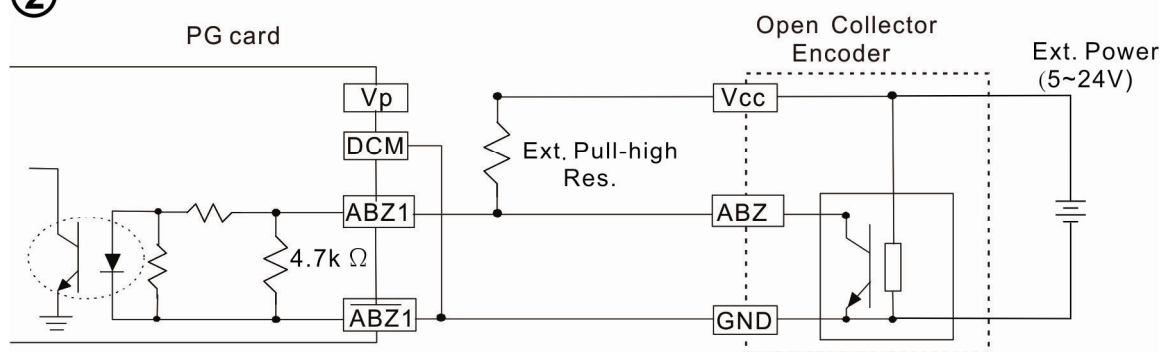 ②
PG card
Open Collector
Encoder
Ext. Power
(5~24V)
Vp
Vcc
DCM
Ext. Pull-high
Res.
ABZ1
ABZ
4.7k Ω
A̅B̅Z̅1
GND